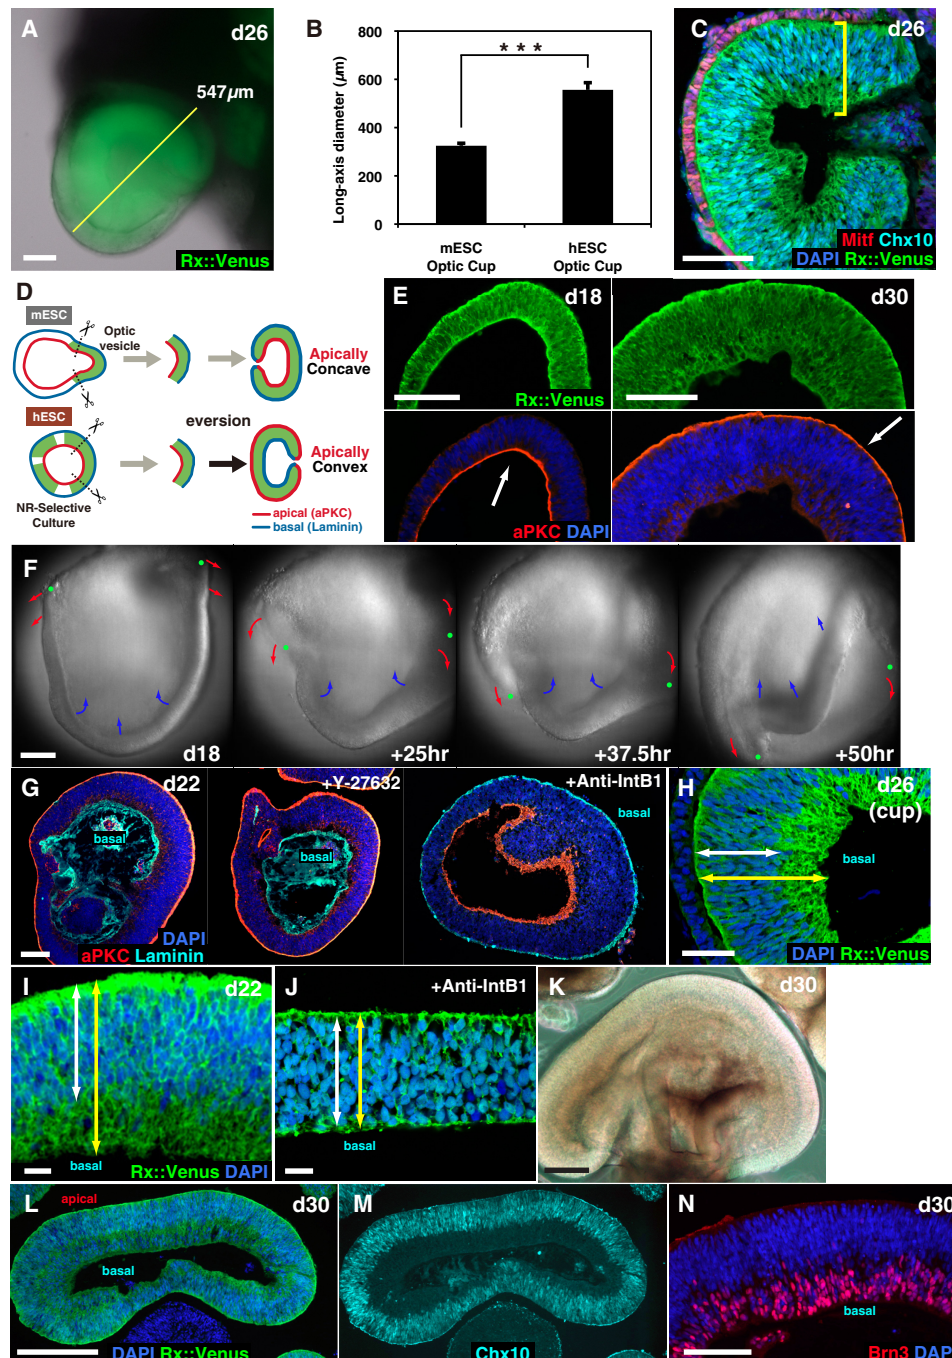 A
d26
547µm
Rx::Venus
B
Long-axis diameter (µm)
800
600
400
200
0
***
mESC
Optic Cup
hESC
Optic Cup
C
d26
Mitf Chx10
DAPI Rx::Venus
D
mESC
Optic
vesicle
Apically
Concave
hESC
eversion
Apically
Convex
NR-Selective
Culture
apical (aPKC)
basal (Laminin)
E
d18
d30
Rx::Venus
aPKC DAPI
F
d18
+25hr
+37.5hr
+50hr
G
d22
+Y-27632
+Anti-IntB1
basal
basal
basal
DAPI
aPKC Laminin
H
d26
(cup)
basal
DAPI Rx::Venus
I
d22
basal
Rx::Venus DAPI
J
+Anti-IntB1
basal
K
d30
L
apical
d30
basal
DAPI Rx::Venus
M
Chx10
N
d30
basal
Brn3 DAPI